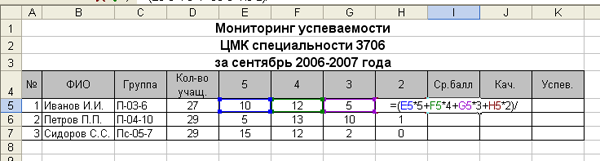 A B C D E F G H I J K
1 Мониторинг успеваемости
2 ЦМК специальности 3706
3 за сентябрь 2006-2007 года
4 № ФИО Группа Кол-во учащ. 5 4 3 2 Ср.балл Кач. Успев.
5 1 Иванов И.И. П-03-6 27 10 12 5 =(E5*5+F5*4+G5*3+H5*2)/
6 2 Петров П.П. П-04-10 29 5 13 10 1
7 3 Сидоров С.С. Пс-05-7 29 15 12 2 0